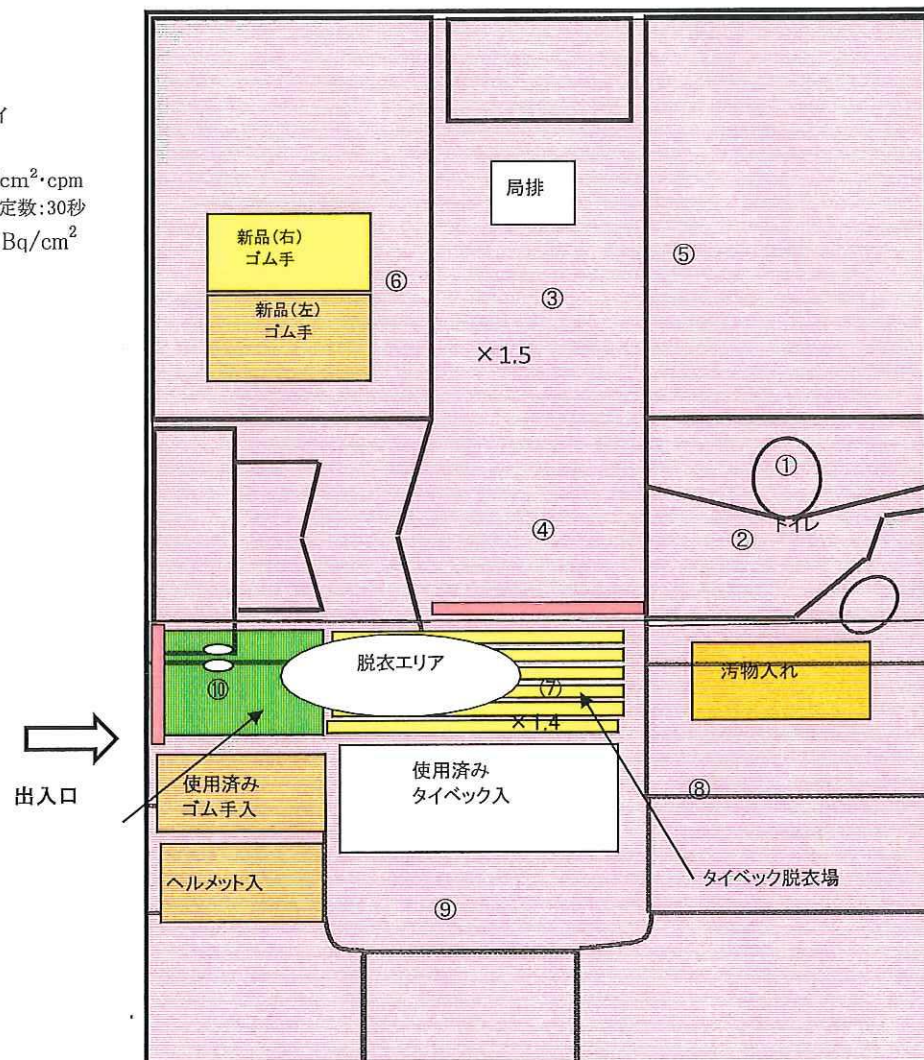 イ
cm²・cpm
定数:30秒
Bq/cm²
局排
新品(右)
ゴム手
⑤
⑥
③
新品(左)
ゴム手
×1.5
①
④
②
トイレ
脱衣エリア
汚物入れ
⑩
⑦
×1.4
出入口
使用済み
ゴム手入
使用済み
タイベック入
⑧
ヘルメット入
タイベック脱衣場
⑨